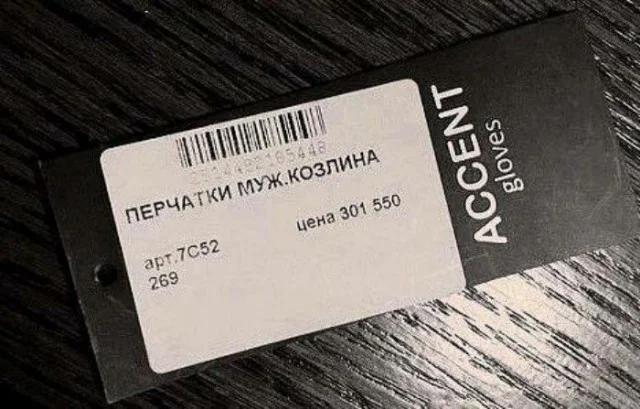 ПЕРЧАТКИ МУЖ.КОЗЛИНА
цена 301 550
арт.7С52
269
ACCENT
gloves